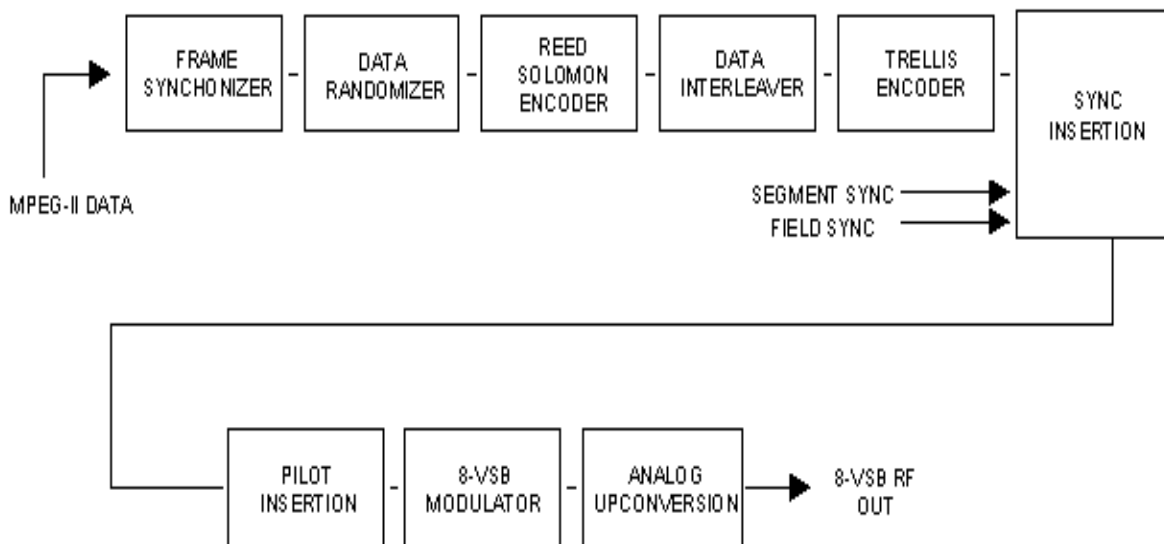 FRAME
SYNCHONIZER
DATA
RANDOMIZER
REED
SOLOMON
ENCODER
DATA
INTERLEAVER
TRELLIS
ENCODER
SYNC
INSERTION
MPEG-II DATA
SEGMENT SYNC
FIELD SYNC
PILOT
INSERTION
8-VSB
MODULATOR
ANALOG
UPCONVERSION
8-VSB RF
OUT